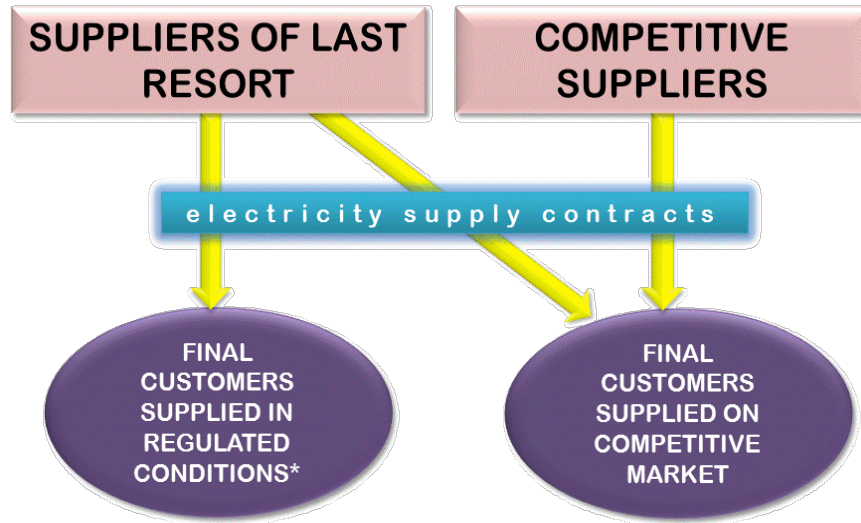 SUPPLIERS OF LAST
RESORT
COMPETITIVE
SUPPLIERS
electricity supply contracts
FINAL
CUSTOMERS
SUPPLIED IN
REGULATED
CONDITIONS*
FINAL
CUSTOMERS
SUPPLIED ON
COMPETITIVE
MARKET